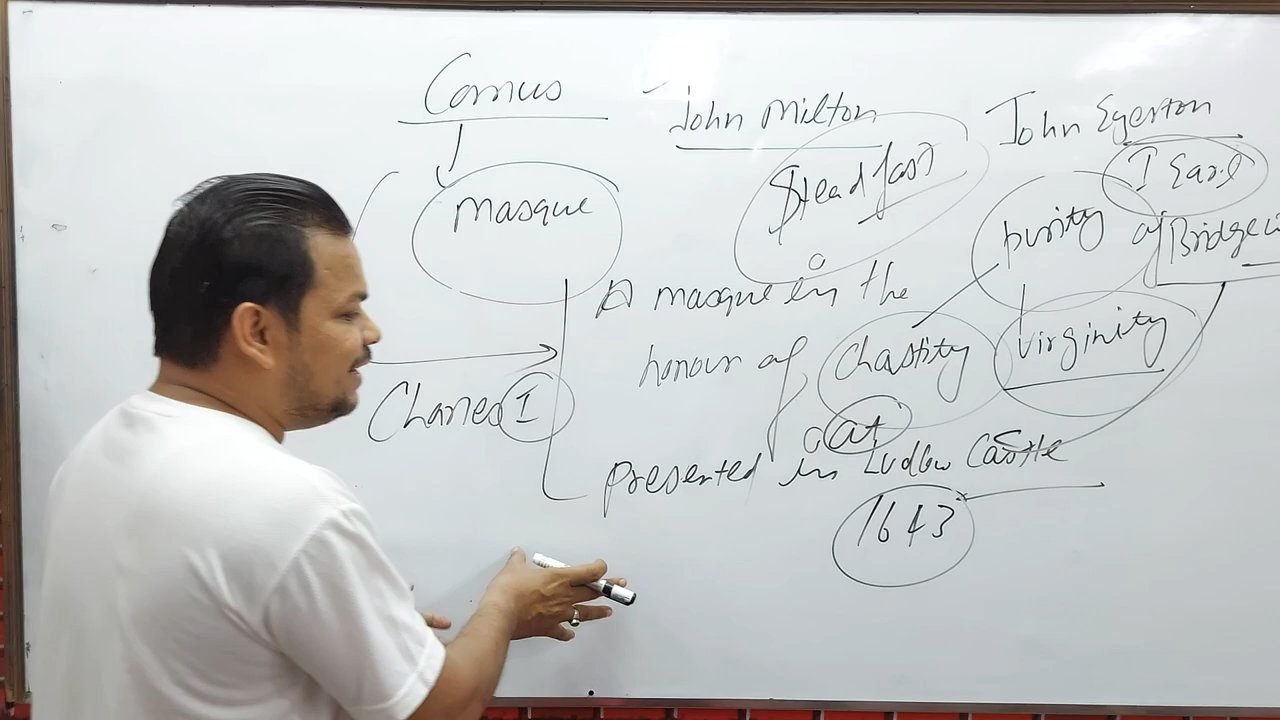 Comus
John Milton
John Egerton
masque
Steadfast
I Earl
purity
of Bridgew
A masque in the
honour of chastity
virginity
Charles I
at
presented in Ludlow Castle
1643